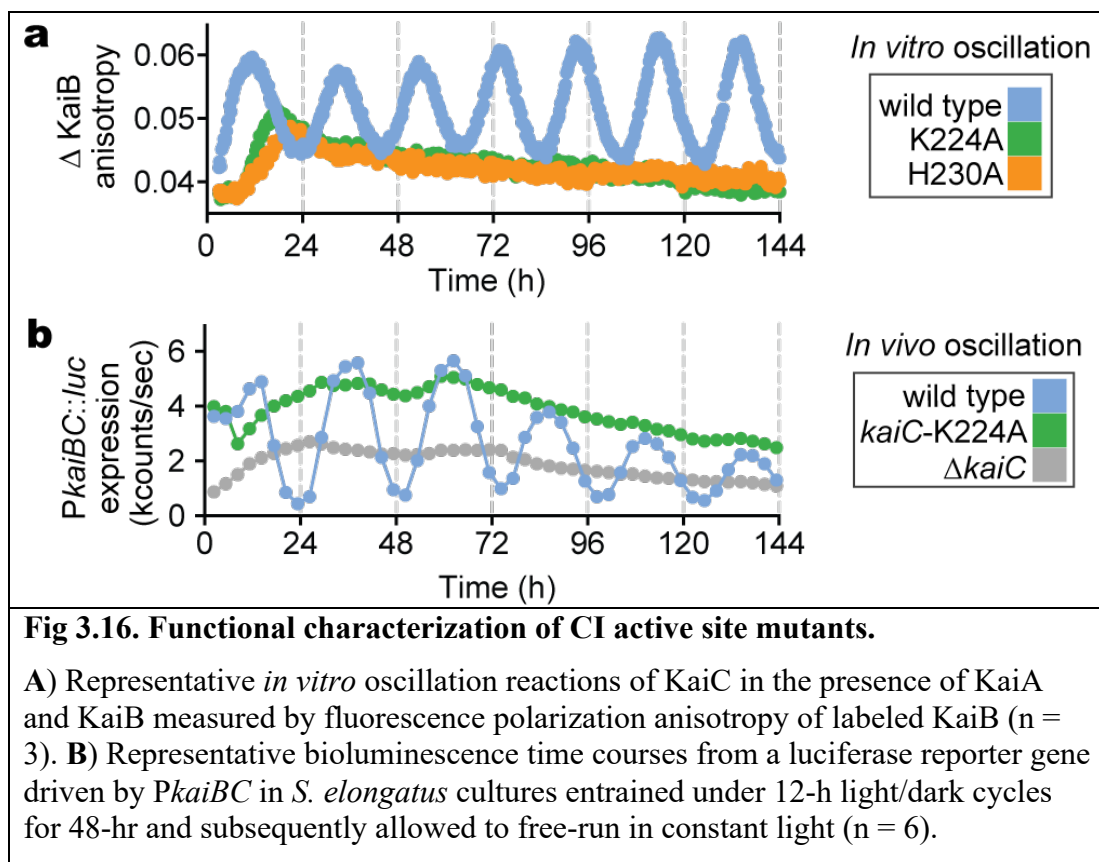 a
Δ KaiB
anisotropy
0.06
0.05
0.04
0 24 48 72 96 120 144
Time (h)
In vitro oscillation
wild type
K224A
H230A
b
PkaiBC::luc
expression
(kcounts/sec)
6
4
2
0
0 24 48 72 96 120 144
Time (h)
In vivo oscillation
wild type
kaiC-K224A
ΔkaiC
Fig 3.16. Functional characterization of CI active site mutants.
A) Representative in vitro oscillation reactions of KaiC in the presence of KaiA
and KaiB measured by fluorescence polarization anisotropy of labeled KaiB (n =
3). B) Representative bioluminescence time courses from a luciferase reporter gene
driven by PkaiBC in S. elongatus cultures entrained under 12-h light/dark cycles
for 48-hr and subsequently allowed to free-run in constant light (n = 6).